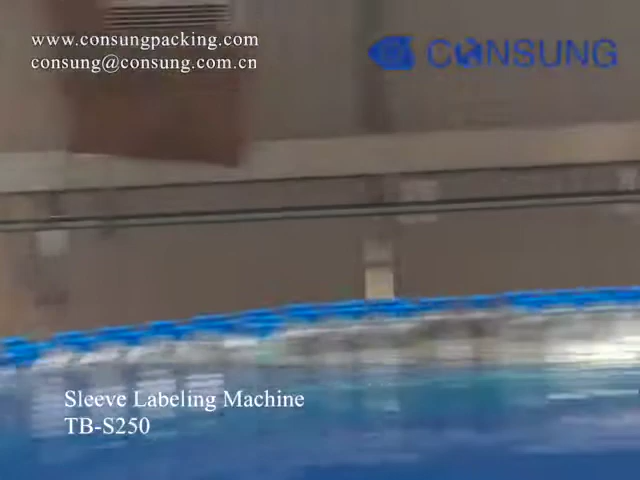 www.consungpacking.com
consung@consung.com.cn
CONSUNG
Sleeve Labeling Machine
TB-S250